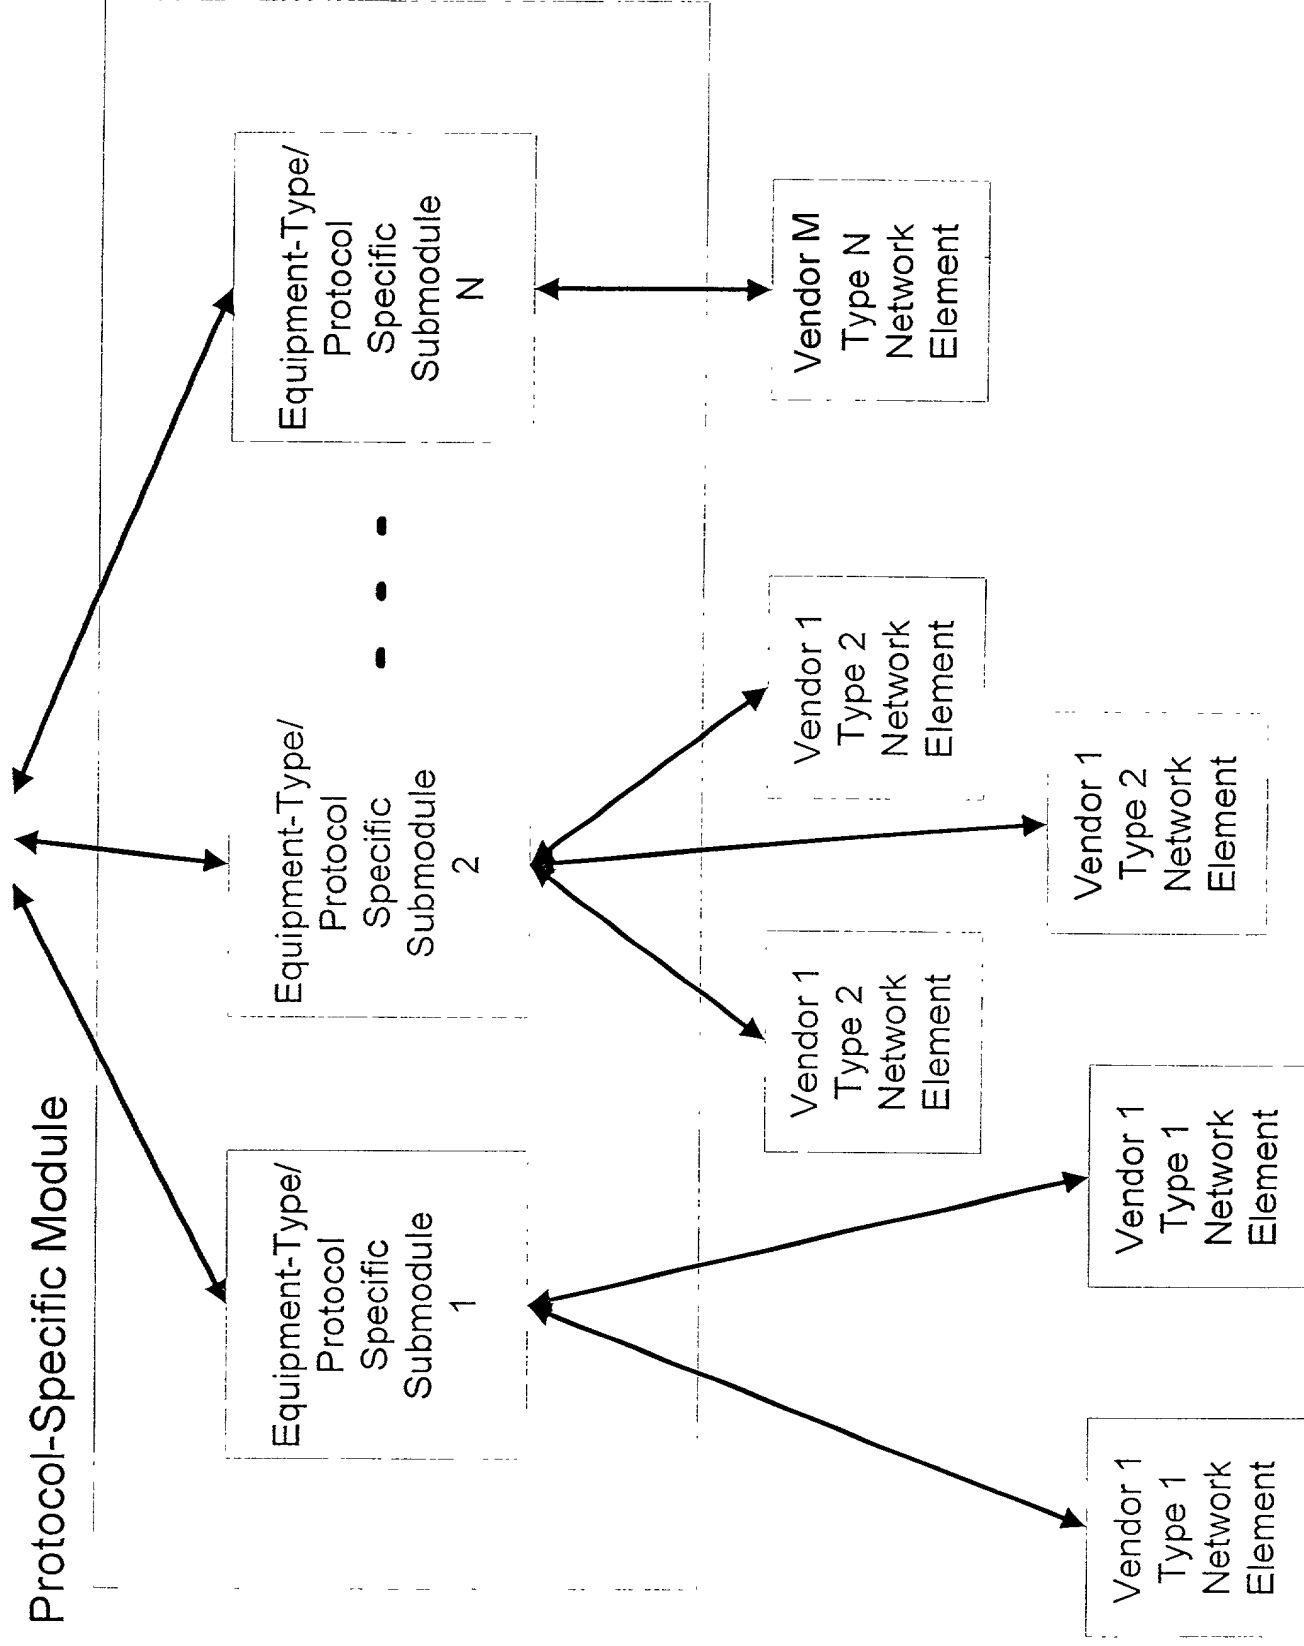 Protocol-Specific Module
Equipment-Type/
Protocol
Specific
Submodule
1
Equipment-Type/
Protocol
Specific
Submodule
2
Equipment-Type/
Protocol
Specific
Submodule
N
Vendor 1
Type 2
Network
Element
Vendor 1
Type 2
Network
Element
Vendor M
Type N
Network
Element
Vendor 1
Type 2
Network
Element
Vendor 1
Type 1
Network
Element
Vendor 1
Type 1
Network
Element